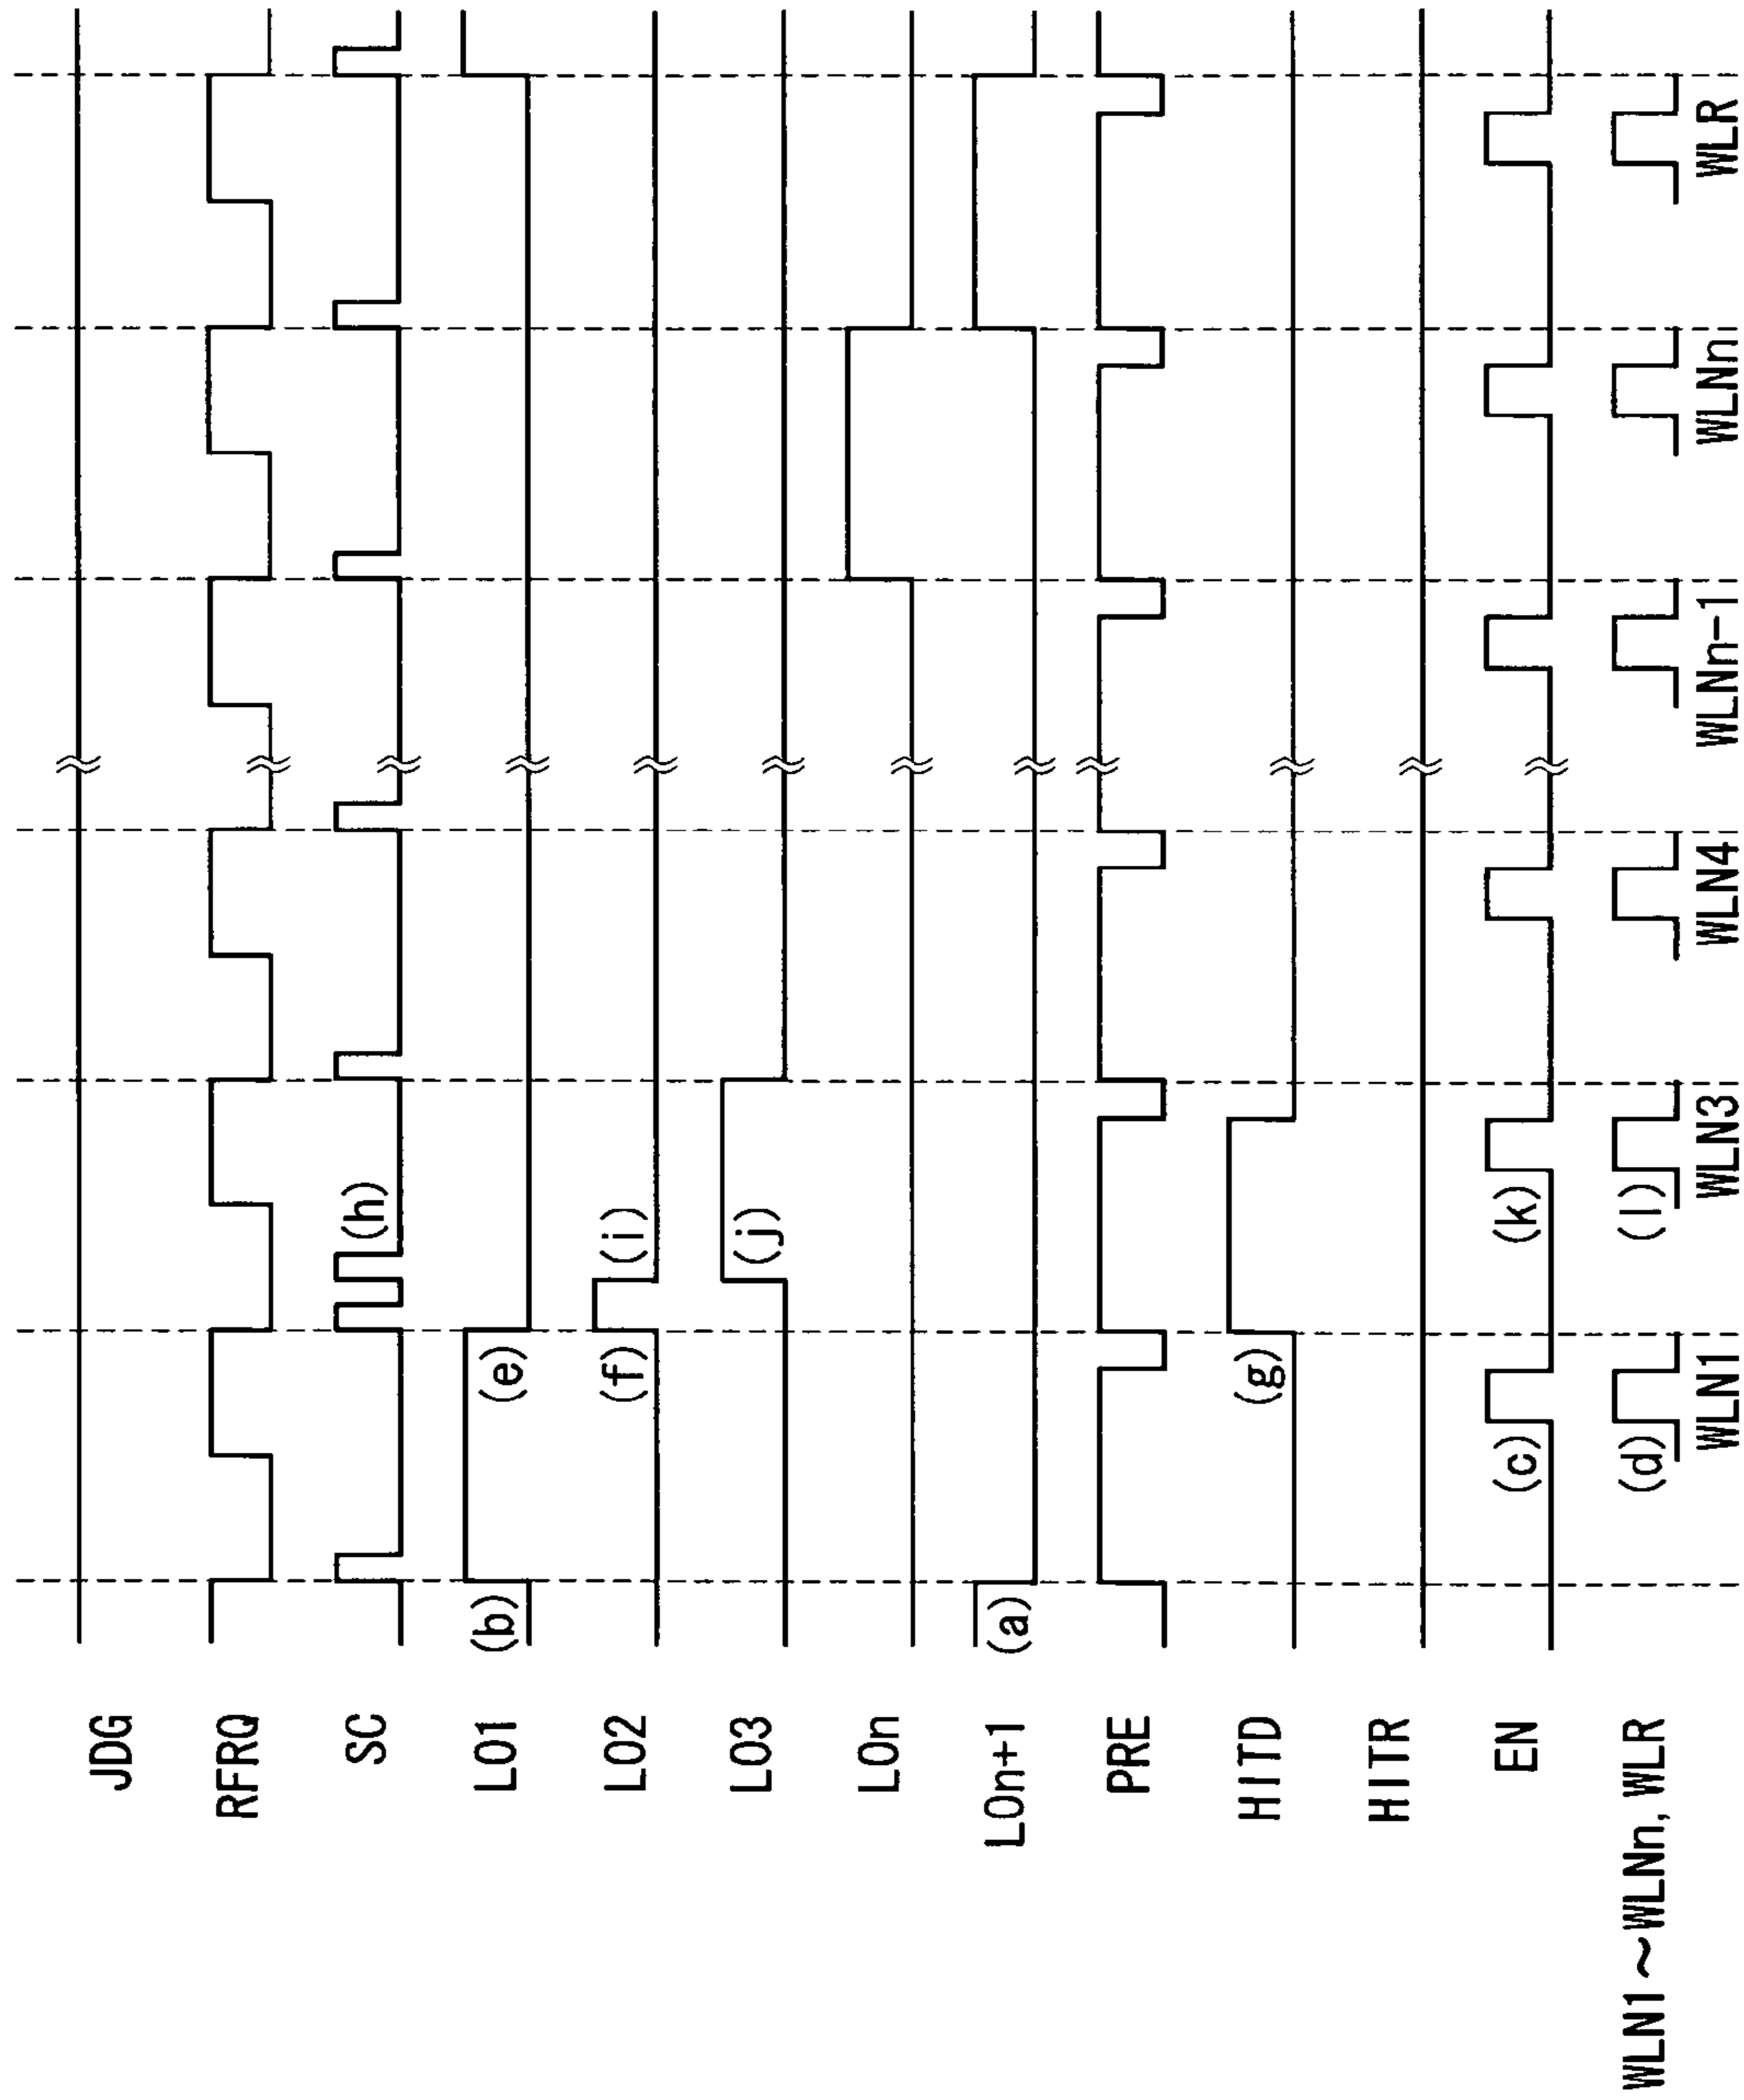 JDG
RFRQ
SC
(h)
LO1
(b)
(e)
LO2
(f)
(i)
LO3
(j)
LOn
LOn+1
(a)
PRE
HITD
(g)
HITR
EN
(c)
(k)
WLN1~WLNn, WLR
(d)
(l)
WLN1
WLN3
WLN4
WLNn-1
WLNn
WLR